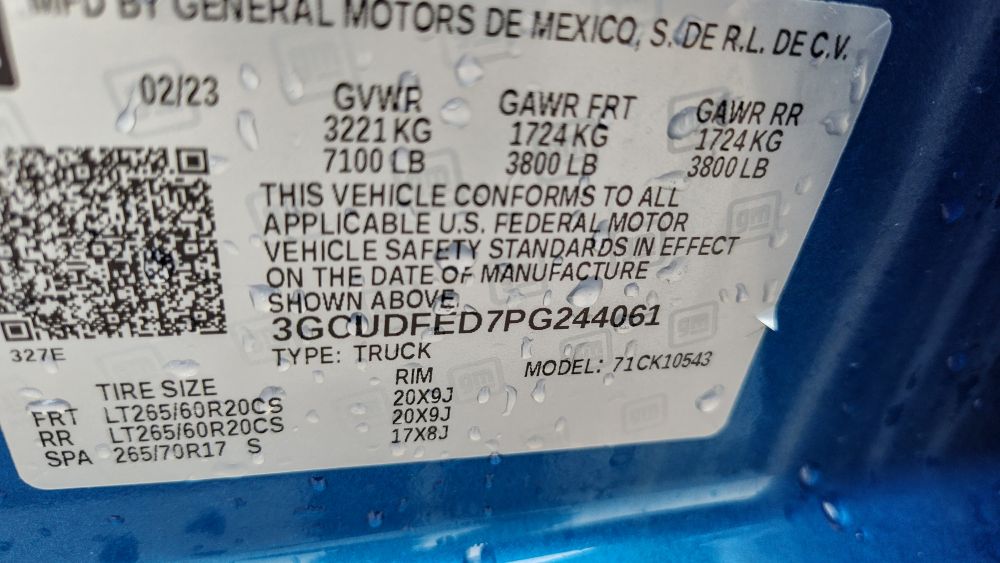 MFD BY GENERAL MOTORS DE MEXICO, S. DE R.L. DE C.V.
02/23 GVWR GAWR FRT GAWR RR
3221 KG 1724 KG 1724 KG
7100 LB 3800 LB 3800 LB
THIS VEHICLE CONFORMS TO ALL
APPLICABLE U.S. FEDERAL MOTOR
VEHICLE SAFETY STANDARDS IN EFFECT
ON THE DATE OF MANUFACTURE
SHOWN ABOVE.
3GCUDFED7PG244061
327E
TYPE: TRUCK MODEL: 71CK10543
TIRE SIZE RIM
FRT LT265/60R20CS 20X9J
RR LT265/60R20CS 20X9J
SPA 265/70R17 S 17X8J